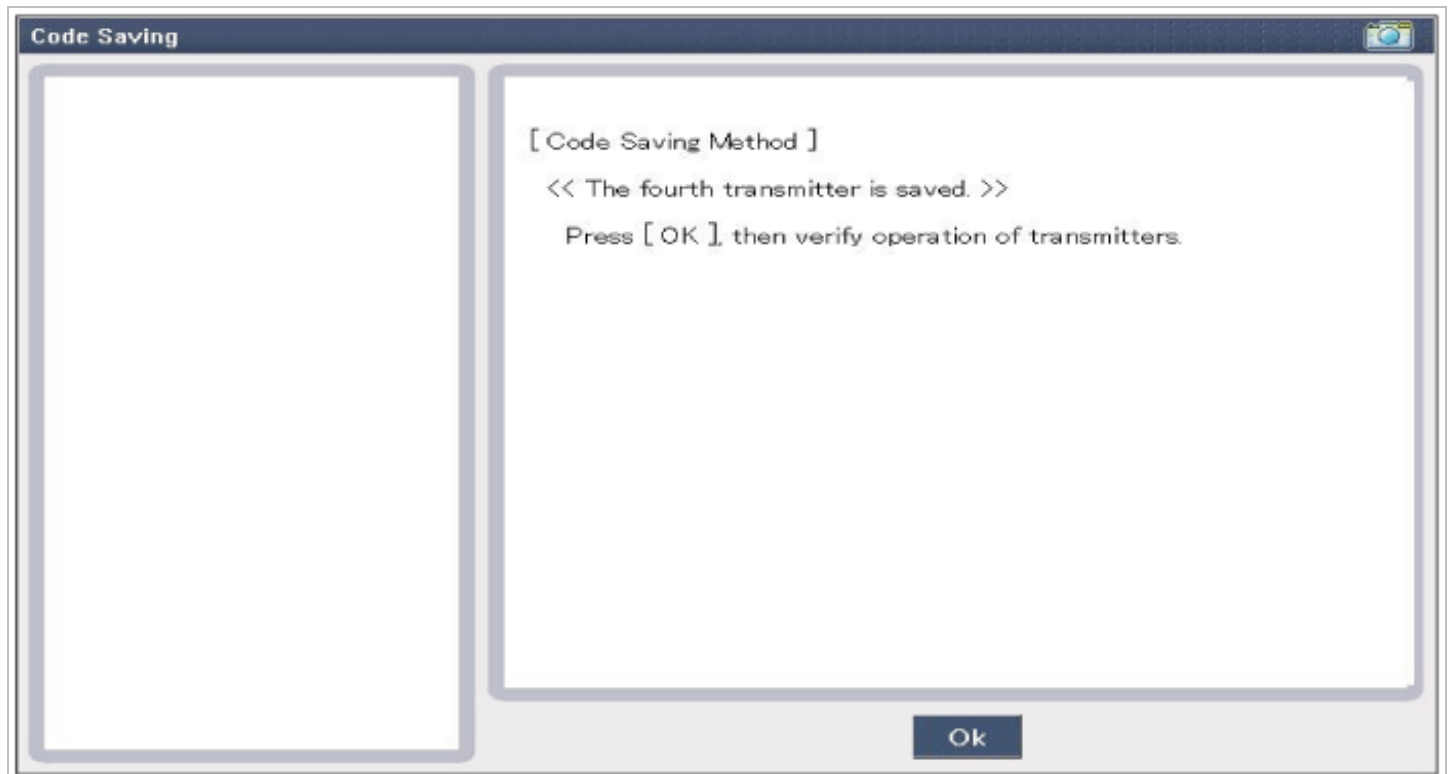 Code Saving
[ Code Saving Method ]
<< The fourth transmitter is saved. >>
Press [ OK ], then verify operation of transmitters.
Ok